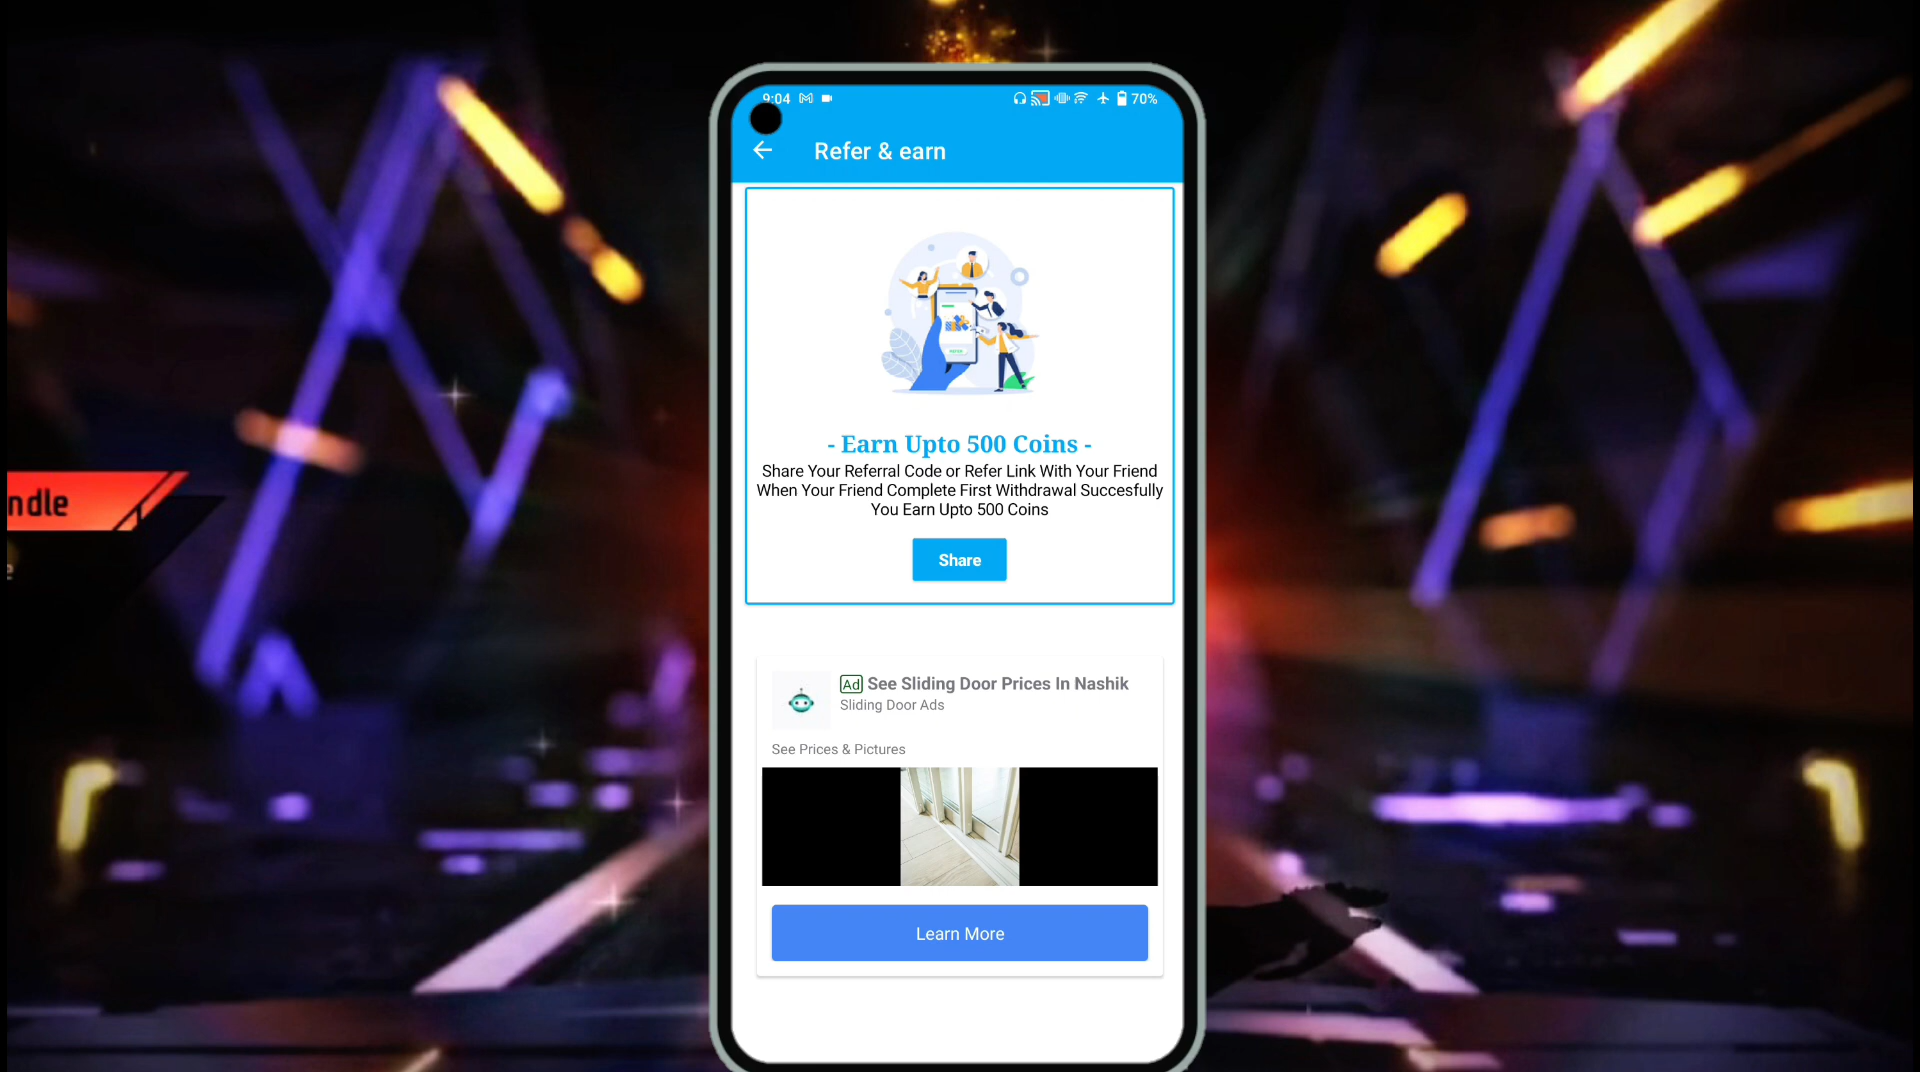 9:04
70%
Refer & earn
- Earn Upto 500 Coins -
Share Your Referral Code or Refer Link With Your Friend
When Your Friend Complete First Withdrawal Succesfully
You Earn Upto 500 Coins
Share
Ad See Sliding Door Prices In Nashik
Sliding Door Ads
See Prices & Pictures
Learn More
ndle
e